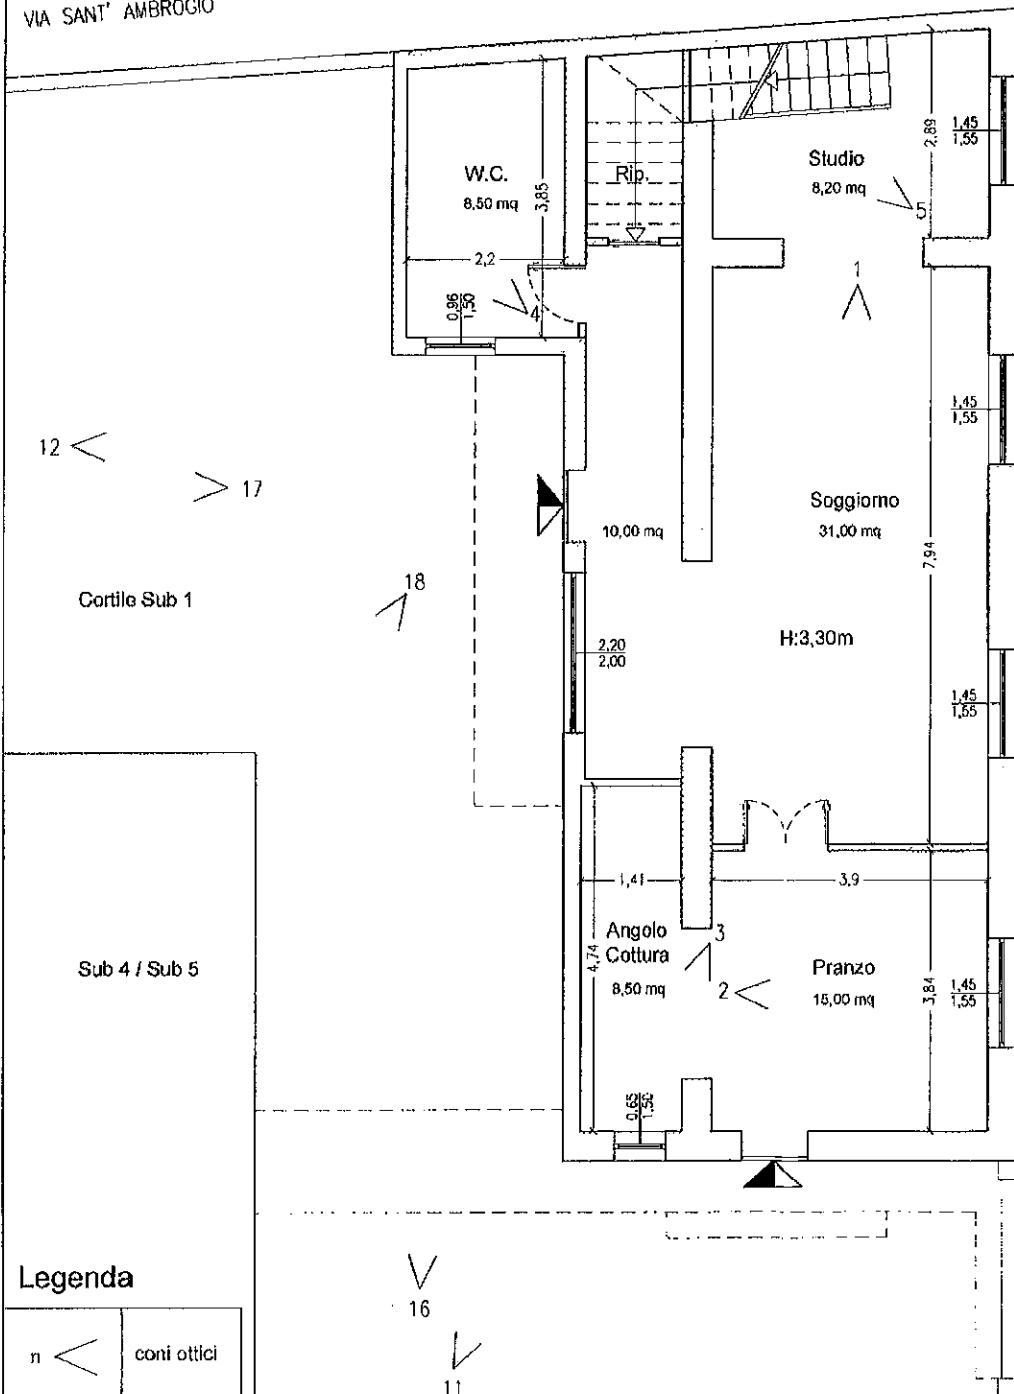 VIA SANT' AMBROGIO
W.C.
8,50 mq
3,85
2,2
0,96
1,50
4
Rip.
Studio
8,20 mq
5
2,89
1,45
1,55
1
1,45
1,55
12
17
18
Cortile Sub 1
10,00 mq
Soggiorno
31,00 mq
7,94
H:3,30m
2,20
2,00
1,45
1,55
1,41
3,9
Angolo
Cottura
8,50 mq
4,74
3
2
Pranzo
15,00 mq
3,84
1,45
1,55
0,65
1,50
Sub 4 / Sub 5
Legenda
n
coni ottici
16
11